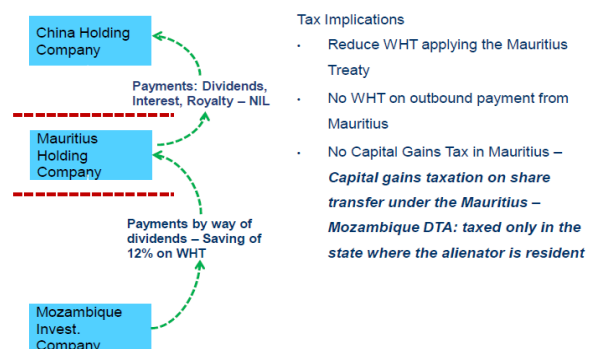 China Holding
Company
Payments: Dividends,
Interest, Royalty – NIL
Mauritius
Holding
Company
Payments by way of
dividends – Saving of
12% on WHT
Mozambique
Invest.
Company
Tax Implications
• Reduce WHT applying the Mauritius
Treaty
• No WHT on outbound payment from
Mauritius
• No Capital Gains Tax in Mauritius –
Capital gains taxation on share
transfer under the Mauritius –
Mozambique DTA: taxed only in the
state where the alienator is resident